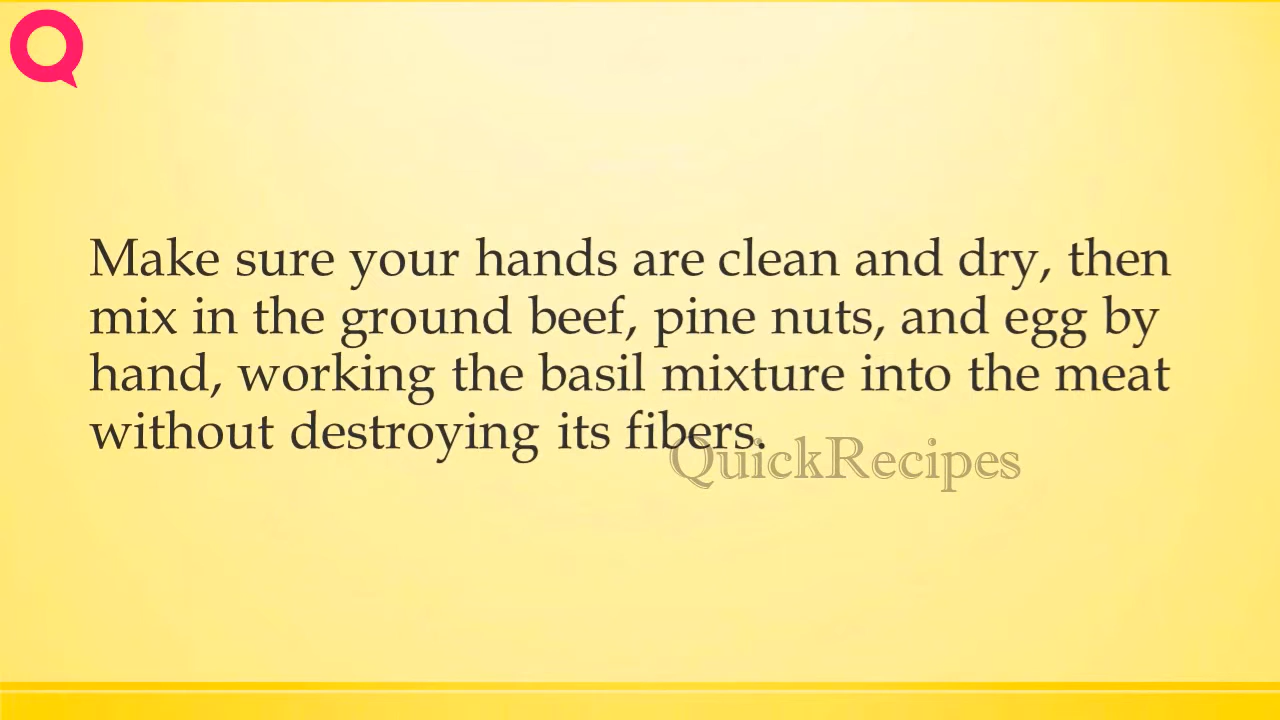 Make sure your hands are clean and dry, then
mix in the ground beef, pine nuts, and egg by
hand, working the basil mixture into the meat
without destroying its fibers.
QuickRecipes